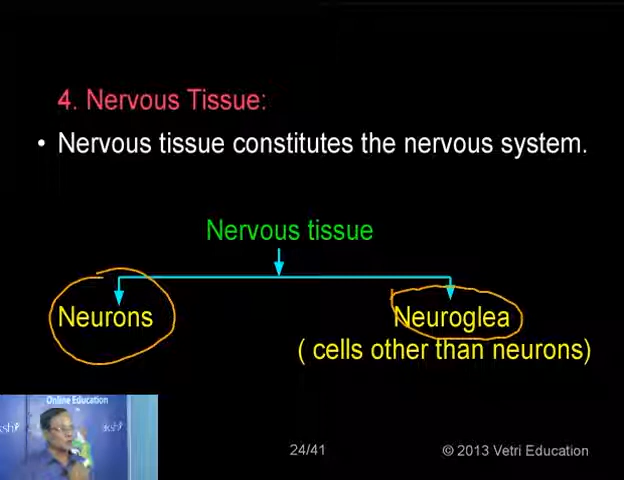 4. Nervous Tissue:
• Nervous tissue constitutes the nervous system.
Nervous tissue
Neurons
Neuroglea
( cells other than neurons)
Online Education
24/41
© 2013 Vetri Education